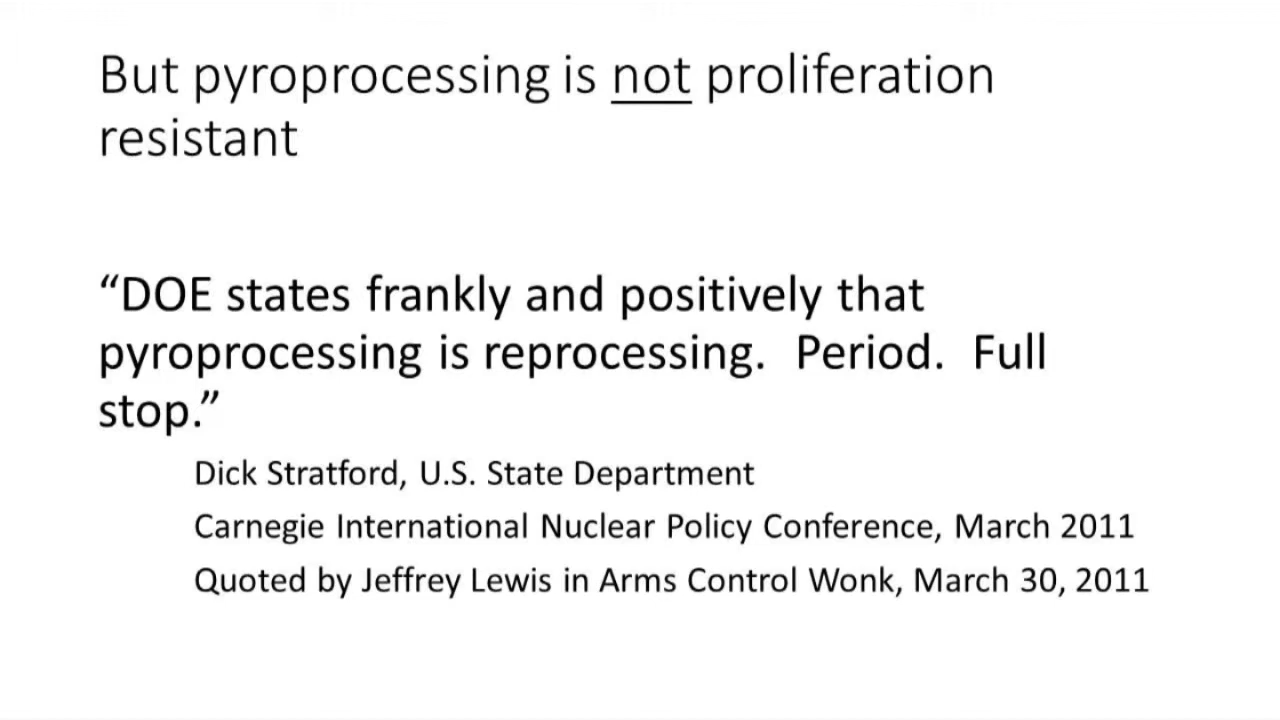 But pyroprocessing is not proliferation
resistant
“DOE states frankly and positively that
pyroprocessing is reprocessing.  Period.  Full
stop.”
Dick Stratford, U.S. State Department
Carnegie International Nuclear Policy Conference, March 2011
Quoted by Jeffrey Lewis in Arms Control Wonk, March 30, 2011